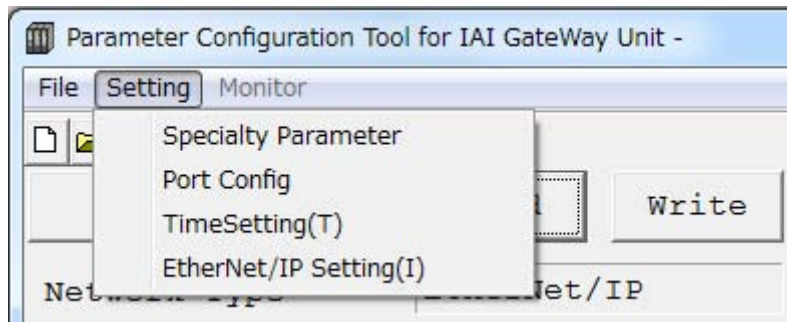 Parameter Configuration Tool for IAI GateWay Unit -
File Setting Monitor
Specialty Parameter
Port Config
TimeSetting(T)
EtherNet/IP Setting(I)
Write